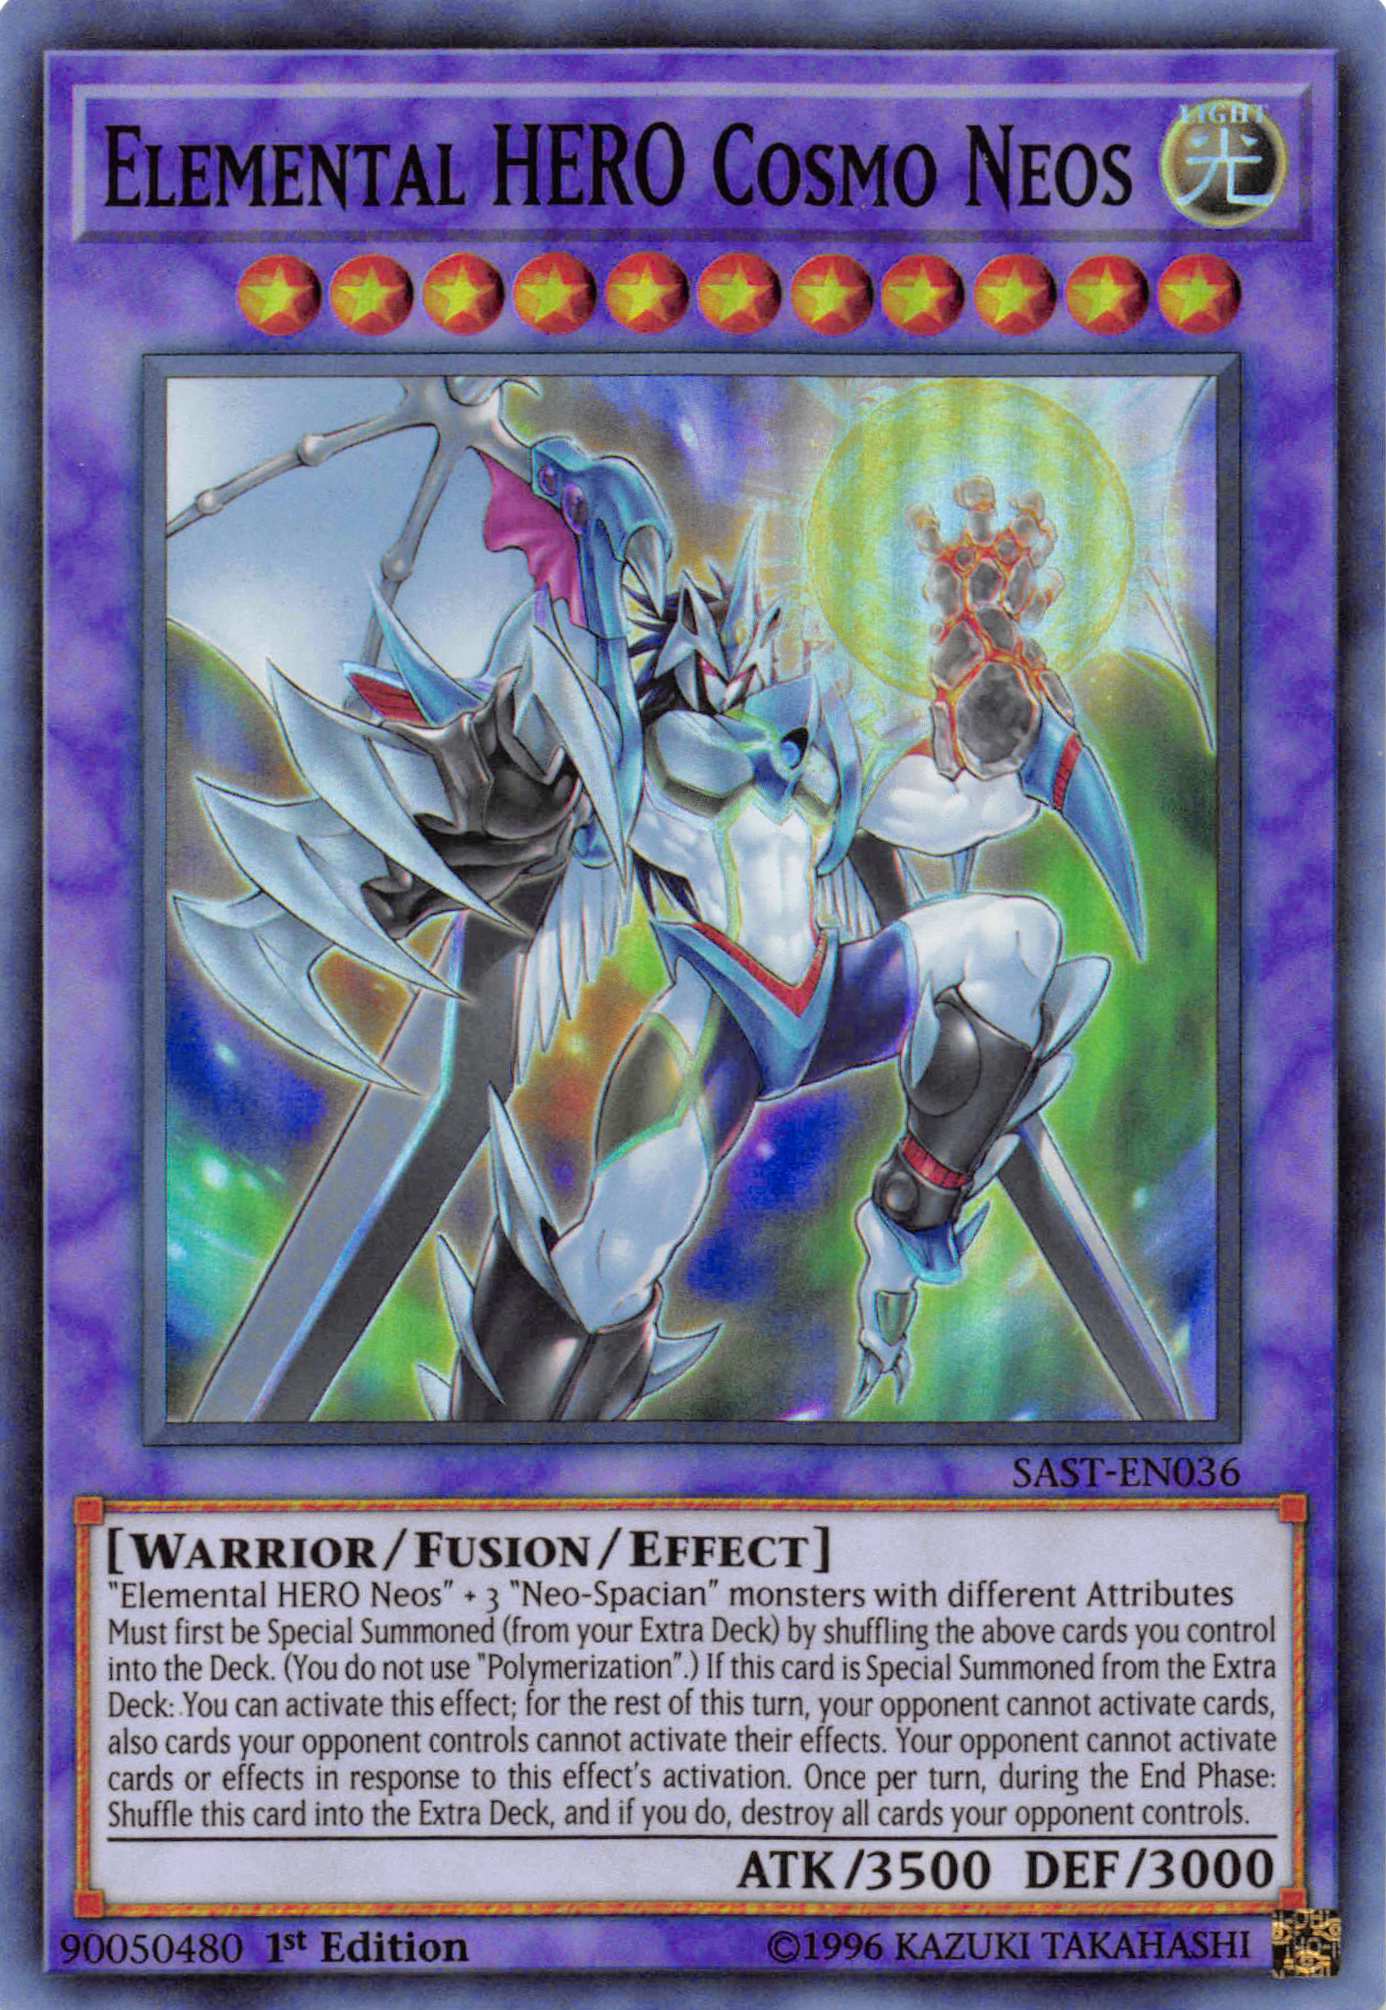 Elemental HERO Cosmo Neos
LIGHT
光
SAST-EN036
[Warrior/Fusion/Effect]
"Elemental HERO Neos" + 3 "Neo-Spacian" monsters with different Attributes
Must first be Special Summoned (from your Extra Deck) by shuffling the above cards you control
into the Deck. (You do not use "Polymerization".) If this card is Special Summoned from the Extra
Deck: You can activate this effect; for the rest of this turn, your opponent cannot activate cards,
also cards your opponent controls cannot activate their effects. Your opponent cannot activate
cards or effects in response to this effect's activation. Once per turn, during the End Phase:
Shuffle this card into the Extra Deck, and if you do, destroy all cards your opponent controls.
ATK/3500 DEF/3000
90050480 1st Edition ©1996 KAZUKI TAKAHASHI